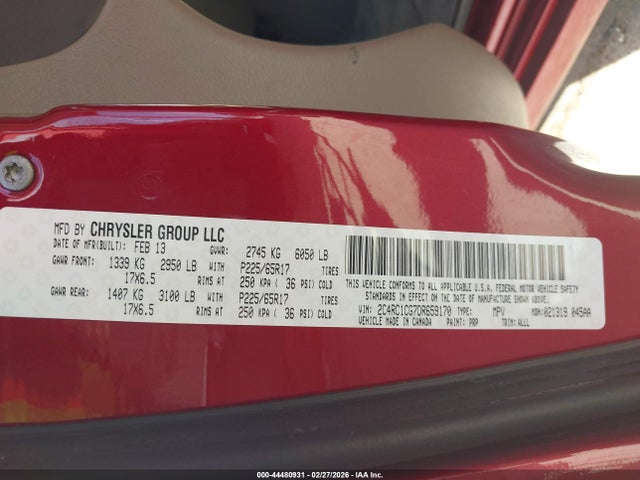 MFD BY CHRYSLER GROUP LLC
DATE OF MFR(BUILT): FEB 13 GVWR: 2745 KG 6050 LB
GAWR FRONT: 1339 KG 2950 LB WITH P225/65R17 TIRES
17X6.5 RIMS AT 250 KPA ( 36 PSI) COLD
GAWR REAR: 1407 KG 3100 LB WITH P225/65R17 TIRES
17X6.5 RIMS AT 250 KPA ( 36 PSI) COLD
THIS VEHICLE CONFORMS TO ALL APPLICABLE U.S.A. FEDERAL MOTOR VEHICLE SAFETY
STANDARDS IN EFFECT ON THE DATE OF MANUFACTURE SHOWN ABOVE.
VIN: 2C4RC1CG7DR659170 TYPE: MPV MDH: 021319 045AA
VEHICLE MADE IN CANADA PAINT: PRP TRIM: ALLL
000-44480931 - 02/27/2026 - IAA Inc.